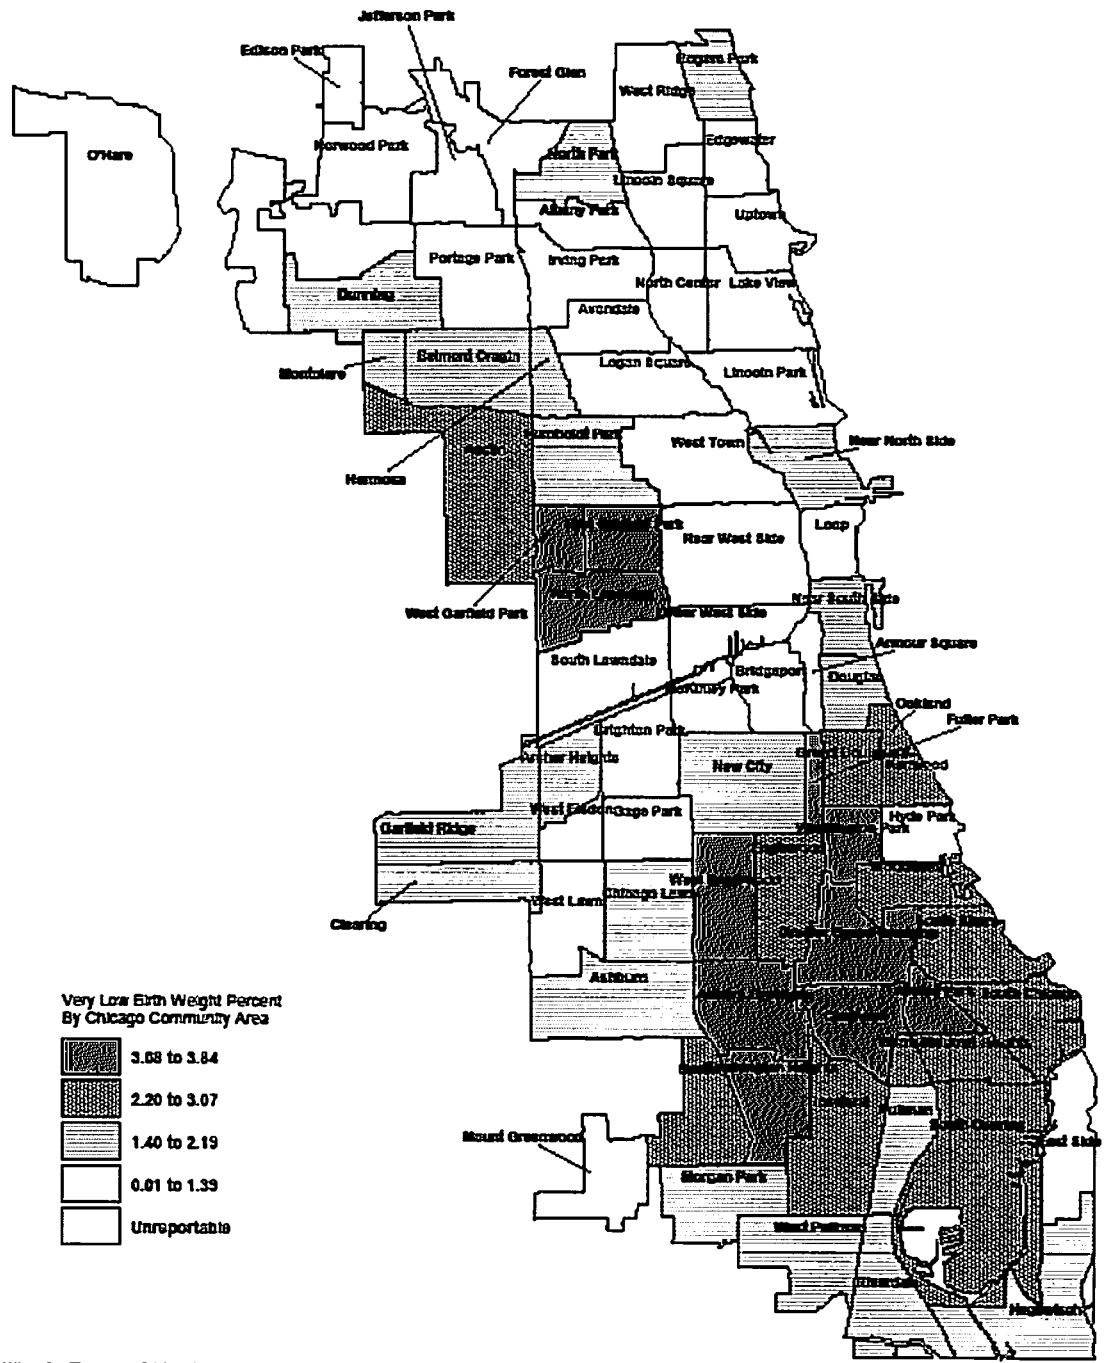 Jefferson Park
Edison Park
Forest Glen
Rogers Park
West Ridge
O'Hare
Norwood Park
Edgewater
North Park
Lincoln Square
Albany Park
Uptown
Portage Park
Irving Park
North Center
Lake View
Dunning
Avondale
Belmont Cragin
Logan Square
Lincoln Park
Montclare
Humboldt Park
West Town
Near North Side
Austin
Hermosa
Park
Near West Side
Loop
West Garfield Park
Near South Side
West Side
Armour Square
South Lawndale
Bridgeport
Douglas
McKinley Park
Oakland
Fuller Park
Brighton Park
Archer Heights
New City
Kenwood
West Elsdon
Gage Park
Hyde Park
Garfield Ridge
Park
West Lawn
Chicago Lawn
Clearing
Ashburn
Very Low Birth Weight Percent
By Chicago Community Area
3.08 to 3.84
2.20 to 3.07
1.40 to 2.19
0.01 to 1.39
Unreportable
Pullman
South Deering
East Side
Mount Greenwood
Morgan Park
West Pullman
Riverdale
Hegewisch